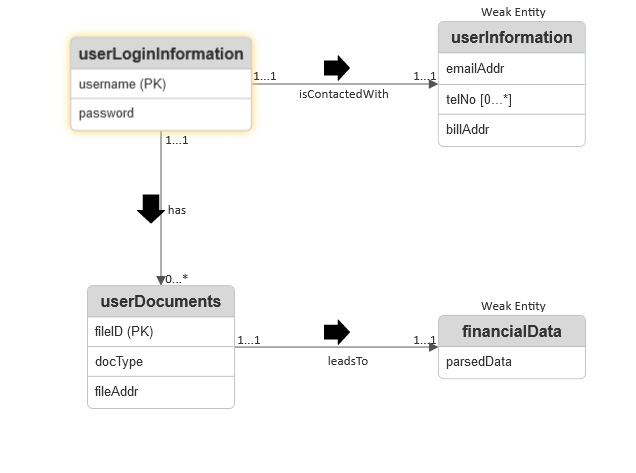 Weak Entity
userLoginInformation
username (PK)
password
1...1
isContactedWith
1...1
userInformation
emailAddr
telNo [0...*]
billAddr
1...1
has
0...*
userDocuments
fileID (PK)
docType
fileAddr
1...1
leadsTo
1...1
Weak Entity
financialData
parsedData